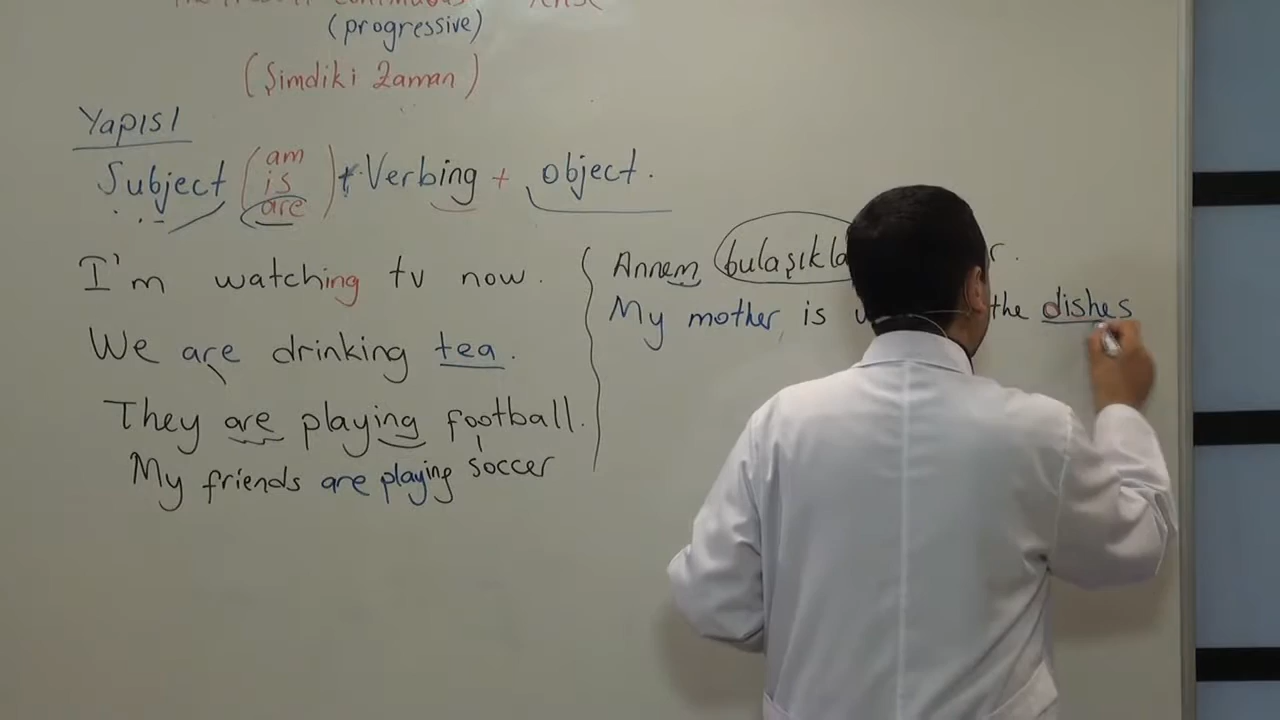 (progressive)
(Şimdiki Zaman)
Yapısı
Subject (am is are) + Verbing + object.
I'm watching tv now.
We are drinking tea.
They are playing football.
My friends are playing soccer
Annem
My mother is the dishes